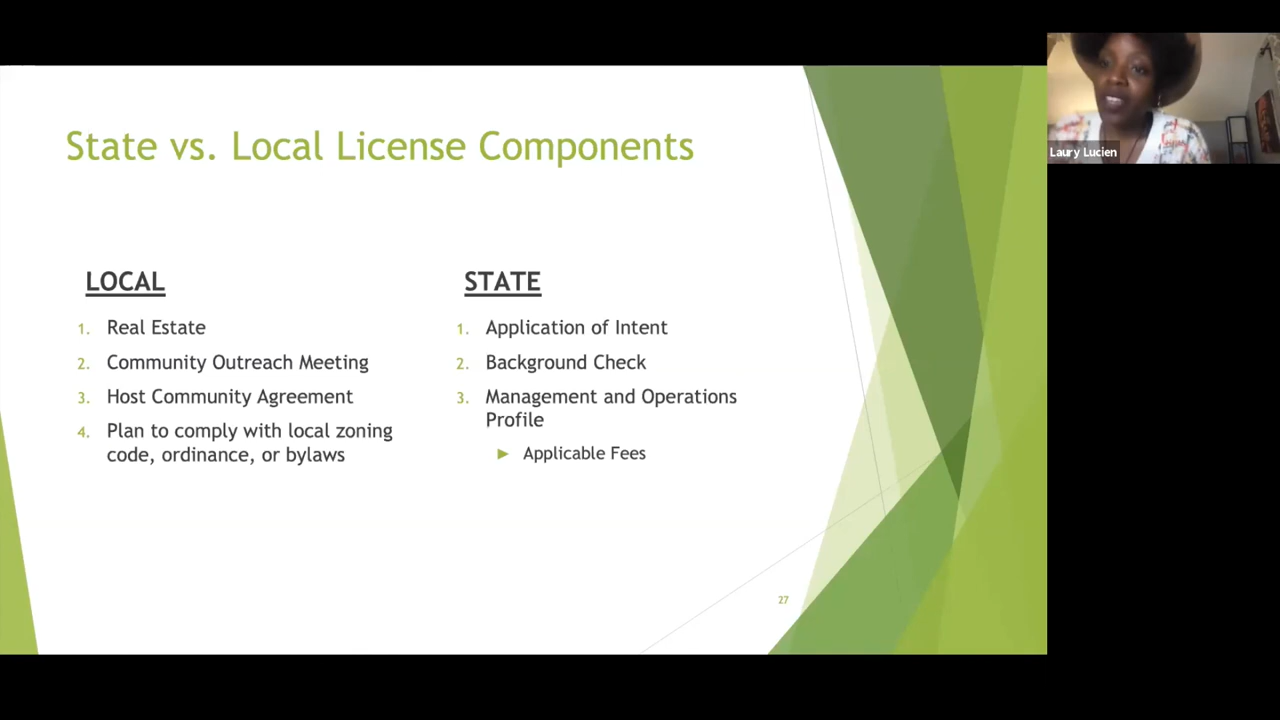 State vs. Local License Components
LOCAL
1. Real Estate
2. Community Outreach Meeting
3. Host Community Agreement
4. Plan to comply with local zoning
code, ordinance, or bylaws
STATE
1. Application of Intent
2. Background Check
3. Management and Operations
Profile
► Applicable Fees
27
Laury Lucien